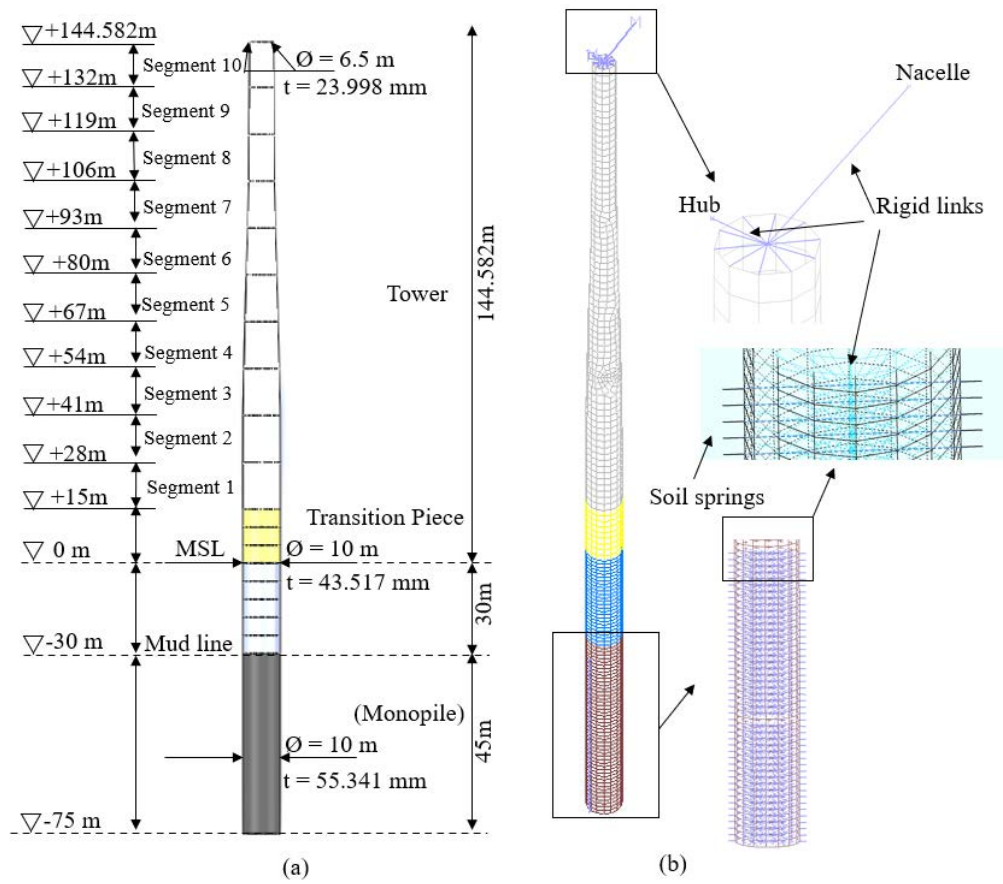 ▽+144.582m
Segment 10
Ø = 6.5 m
▽+132m
t = 23.998 mm
Segment 9
▽+119m
Segment 8
▽+106m
Segment 7
▽+93m
Segment 6
▽+80m
Segment 5
▽+67m
Segment 4
▽+54m
Segment 3
▽+41m
Segment 2
▽+28m
Segment 1
▽+15m
Tower
144.582m
Transition Piece
▽ 0 m
MSL
Ø = 10 m
t = 43.517 mm
30m
▽-30 m
Mud line
(Monopile)
45m
Ø = 10 m
t = 55.341 mm
▽-75 m
(a)
M
Nacelle
Hub
Rigid links
Soil springs
(b)